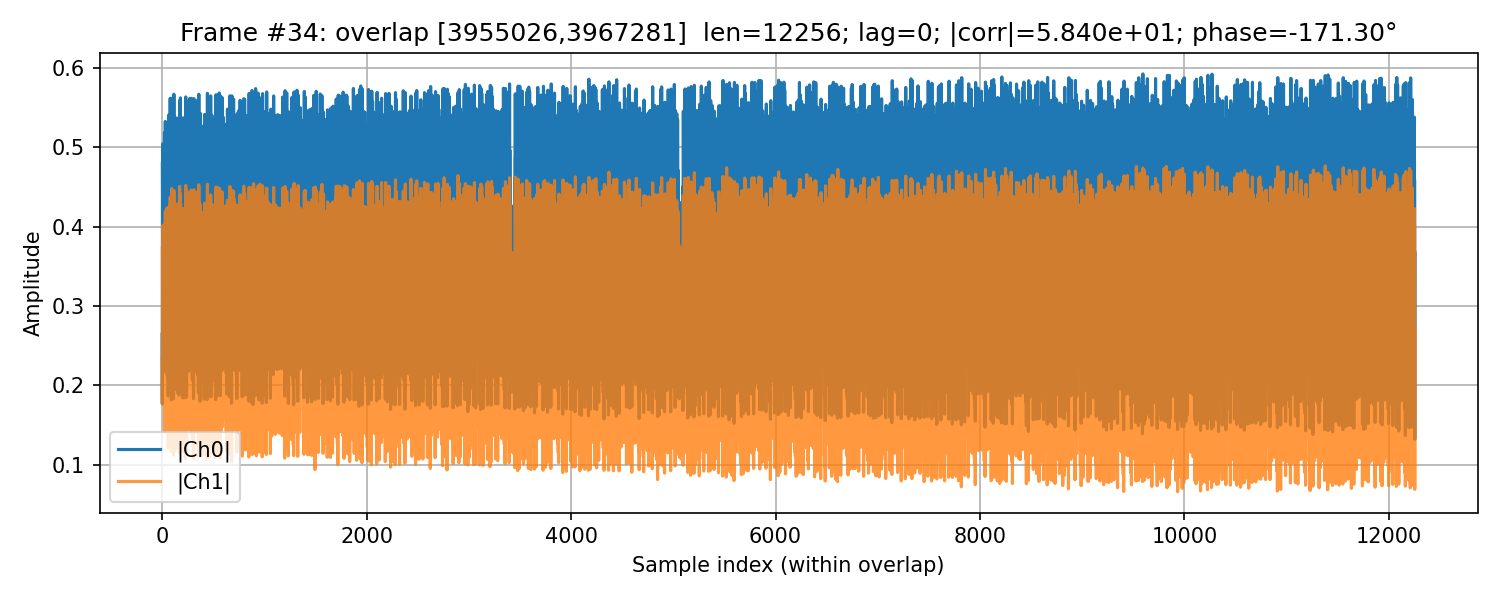 Frame #34: overlap [3955026,3967281]  len=12256; lag=0; |corr|=5.840e+01; phase=-171.30°
Amplitude
0.6
0.5
0.4
0.3
0.2
0.1
|Ch0|
|Ch1|
0 2000 4000 6000 8000 10000 12000
Sample index (within overlap)